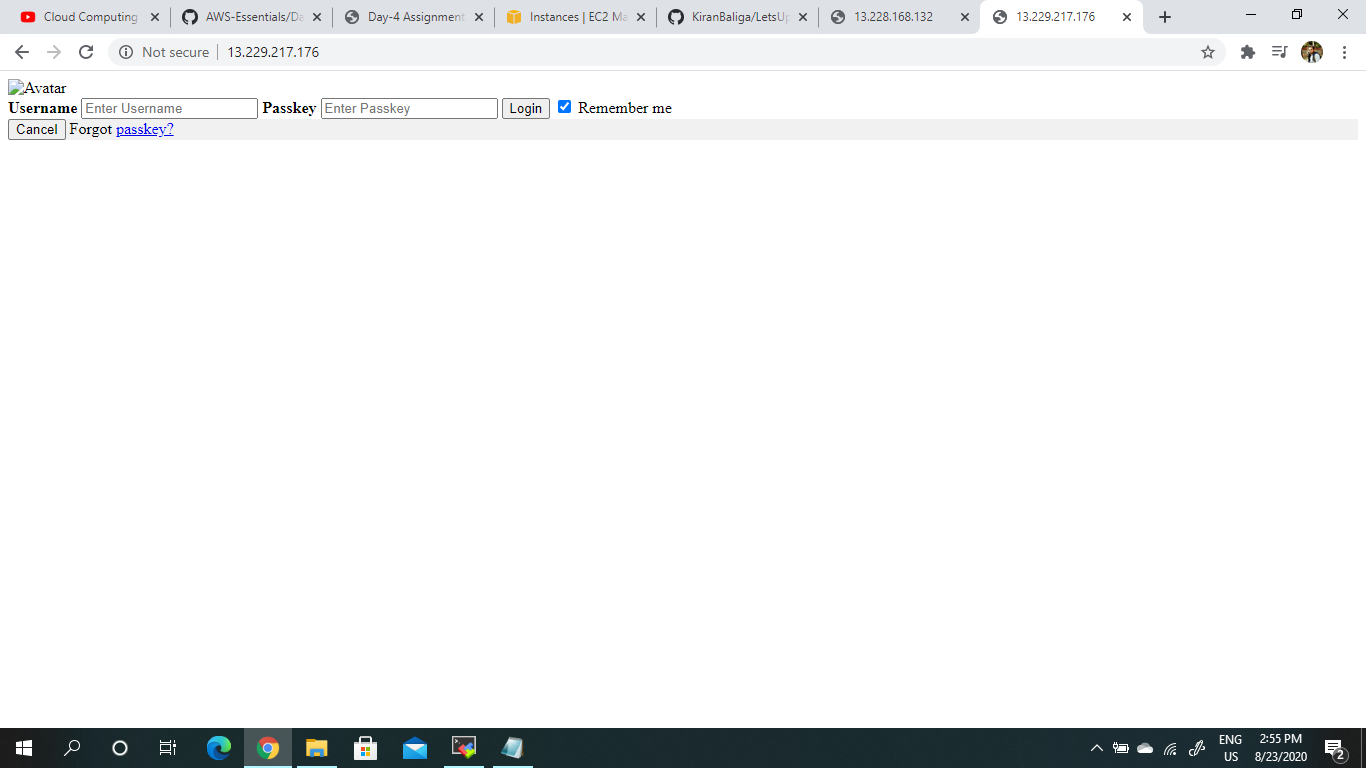 Cloud Computing
AWS-Essentials/Da
Day-4 Assignment
Instances | EC2 Ma
KiranBaliga/LetsUp
13.228.168.132
13.229.217.176
Not secure 13.229.217.176
Avatar
Username Enter Username Passkey Enter Passkey Login Remember me
Cancel Forgot passkey?
ENG
US
2:55 PM
8/23/2020
2